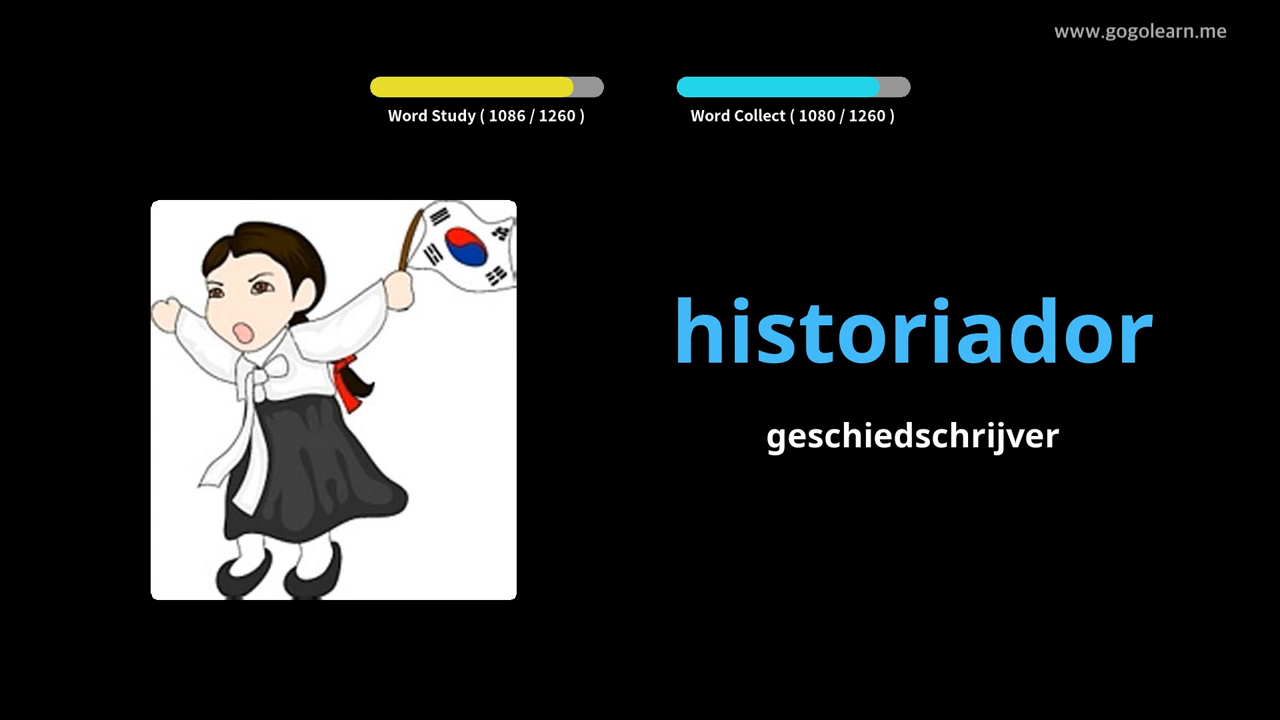 www.gogolearn.me
Word Study ( 1086 / 1260 )
Word Collect ( 1080 / 1260 )
historiador
geschiedschrijver